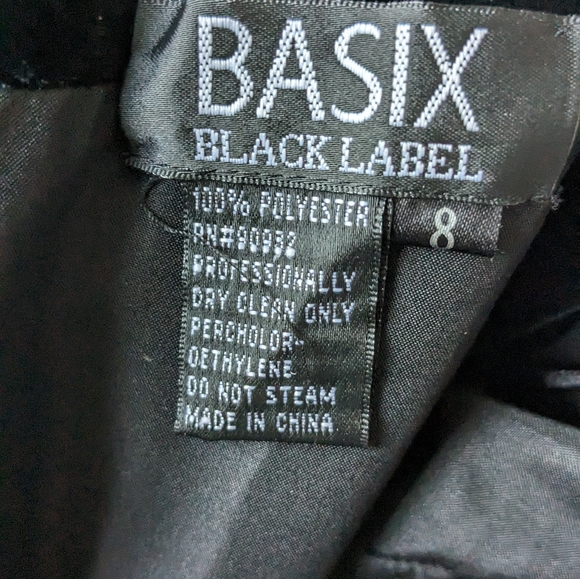 BASIX
BLACK LABEL
8
100% POLYESTER
RN#90992
PROFESSIONALLY
DRY CLEAN ONLY
PERCHOLOR-
OETHYLENE
DO NOT STEAM
MADE IN CHINA